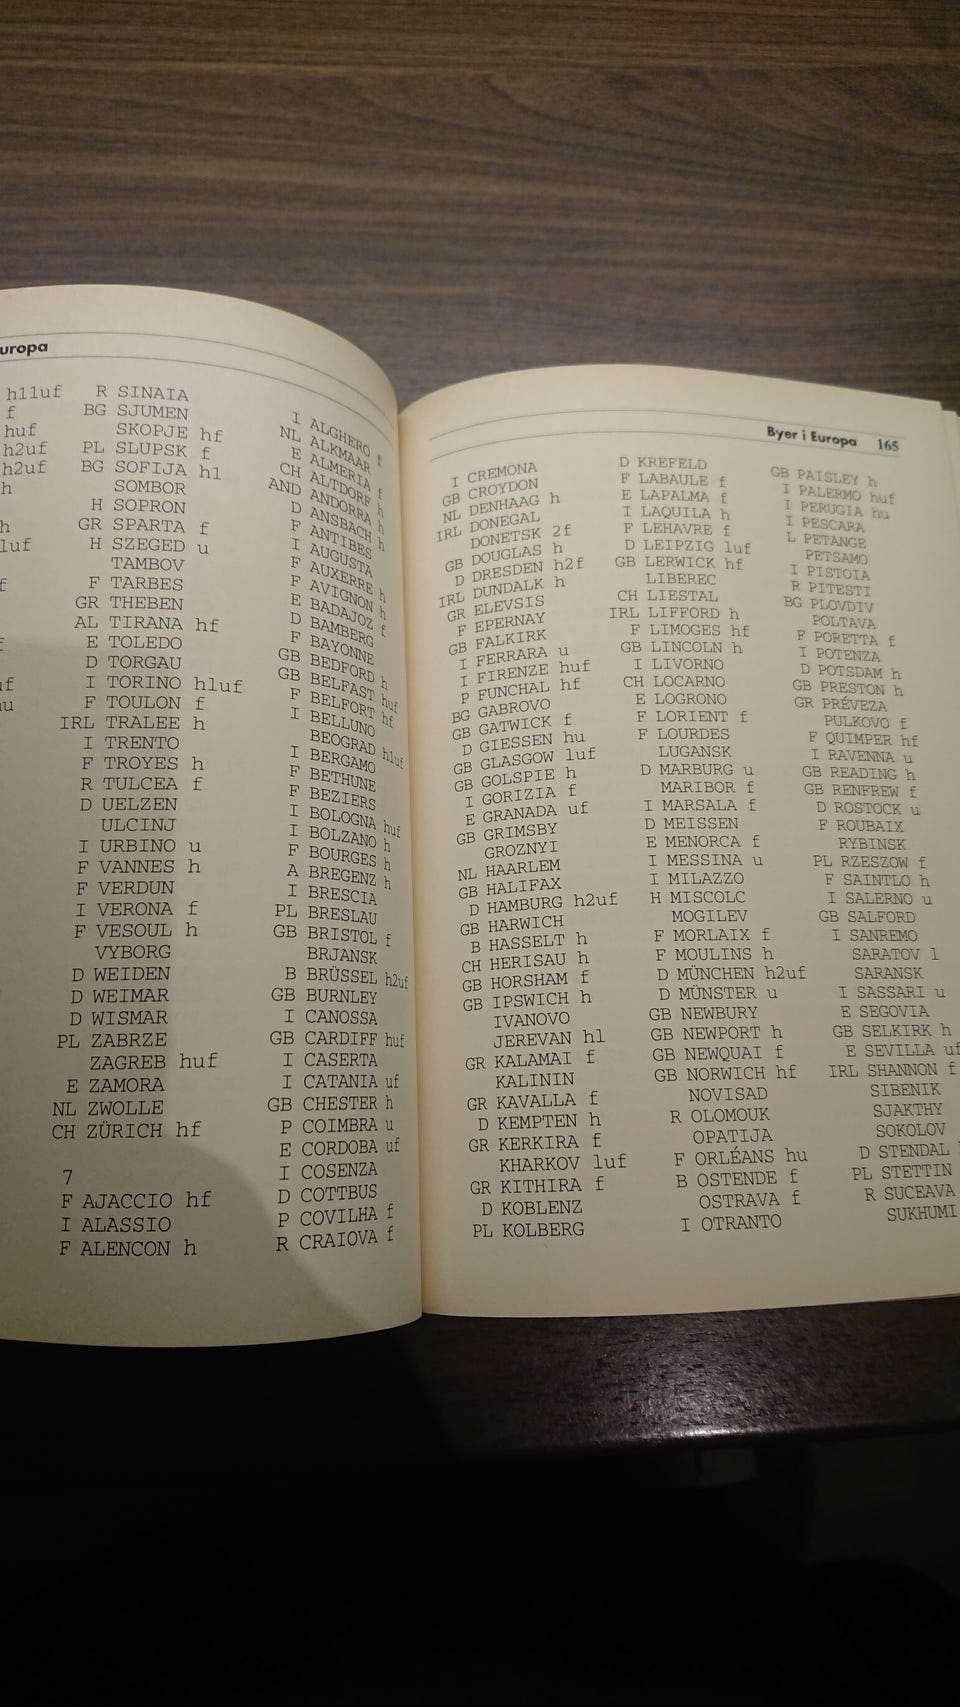 uropa
h11uf
f
huf
h2uf
h2uf
h
h
luf
f
R SINAIA
BG SJUMEN
SKOPJE hf
PL SLUPSK f
BG SOFIJA h1
SOMBOR
H SOPRON
GR SPARTA f
H SZEGED u
TAMBOV
F TARBES
GR THEBEN
AL TIRANA hf
E TOLEDO
D TORGAU
I TORINO hluf
F TOULON f
IRL TRALEE h
I TRENTO
F TROYES h
R TULCEA f
D UELZEN
ULCINJ
I URBINO u
F VANNES h
F VERDUN
I VERONA f
F VESOUL h
VYBORG
D WEIDEN
D WEIMAR
D WISMAR
PL ZABRZE
ZAGREB huf
E ZAMORA
NL ZWOLLE
CH ZÜRICH hf
7
F AJACCIO hf
I ALASSIO
F ALENCON h
I ALGHERO f
NL ALKMAAR
E ALMERIA f
CH ALTDORF h
AND ANDORRA h
D ANSBACH h
F ANTIBES
I AUGUSTA
F AUXERRE h
F AVIGNON h
E BADAJOZ f
D BAMBERG
F BAYONNE
GB BEDFORD h
GB BELFAST huf
F BELFORT hf
I BELLUNO
BEOGRAD h1uf
I BERGAMO
F BETHUNE
F BEZIERS
I BOLOGNA huf
I BOLZANO h
F BOURGES h
A BREGENZ h
I BRESCIA
PL BRESLAU
GB BRISTOL f
BRJANSK
B BRÜSSEL h2uf
GB BURNLEY
I CANOSSA
GB CARDIFF huf
I CASERTA
I CATANIA uf
GB CHESTER h
P COIMBRA u
E CORDOBA uf
I COSENZA
D COTTBUS
P COVILHA f
R CRAIOVA f
Byer i Europa 165
I CREMONA
GB CROYDON
NL DENHAAG h
IRL DONEGAL
DONETSK 2f
GB DOUGLAS h
D DRESDEN h2f
IRL DUNDALK h
GR ELEVSIS
F EPERNAY
GB FALKIRK
I FERRARA u
I FIRENZE huf
P FUNCHAL hf
BG GABROVO
GB GATWICK f
D GIESSEN hu
GB GLASGOW luf
GB GOLSPIE h
I GORIZIA f
E GRANADA uf
GB GRIMSBY
GROZNYI
NL HAARLEM
GB HALIFAX
D HAMBURG h2uf
GB HARWICH
B HASSELT h
CH HERISAU h
GB HORSHAM f
GB IPSWICH h
IVANOVO
JEREVAN hl
GR KALAMAI f
KALININ
GR KAVALLA f
D KEMPTEN h
GR KERKIRA f
KHARKOV luf
GR KITHIRA f
D KOBLENZ
PL KOLBERG
D KREFELD
F LABAULE f
E LAPALMA f
I LAQUILA h
F LEHAVRE f
D LEIPZIG luf
GB LERWICK hf
LIBEREC
CH LIESTAL
IRL LIFFORD h
F LIMOGES hf
GB LINCOLN h
I LIVORNO
CH LOCARNO
E LOGRONO
F LORIENT f
F LOURDES
LUGANSK
D MARBURG u
MARIBOR f
I MARSALA f
D MEISSEN
E MENORCA f
I MESSINA u
I MILAZZO
H MISCOLC
MOGILEV
F MORLAIX f
F MOULINS h
D MÜNCHEN h2uf
D MÜNSTER u
GB NEWBURY
GB NEWPORT h
GB NEWQUAI f
GB NORWICH hf
NOVISAD
R OLOMOUK
OPATIJA
F ORLÉANS hu
B OSTENDE f
OSTRAVA f
I OTRANTO
GB PAISLEY h
I PALERMO huf
I PERUGIA hu
I PESCARA
L PETANGE
PETSAMO
I PISTOIA
R PITESTI
BG PLOVDIV
POLTAVA
F PORETTA f
I POTENZA
D POTSDAM h
GB PRESTON h
GR PRÉVEZA
PULKOVO f
F QUIMPER hf
I RAVENNA u
GB READING h
GB RENFREW f
D ROSTOCK u
F ROUBAIX
RYBINSK
PL RZESZOW f
F SAINTLO h
I SALERNO u
GB SALFORD
I SANREMO
SARATOV l
SARANSK
I SASSARI u
E SEGOVIA
GB SELKIRK h
E SEVILLA uf
IRL SHANNON f
SIBENIK
SJAKTHY
SOKOLOV
D STENDAL
PL STETTIN
R SUCEAVA
SUKHUMI